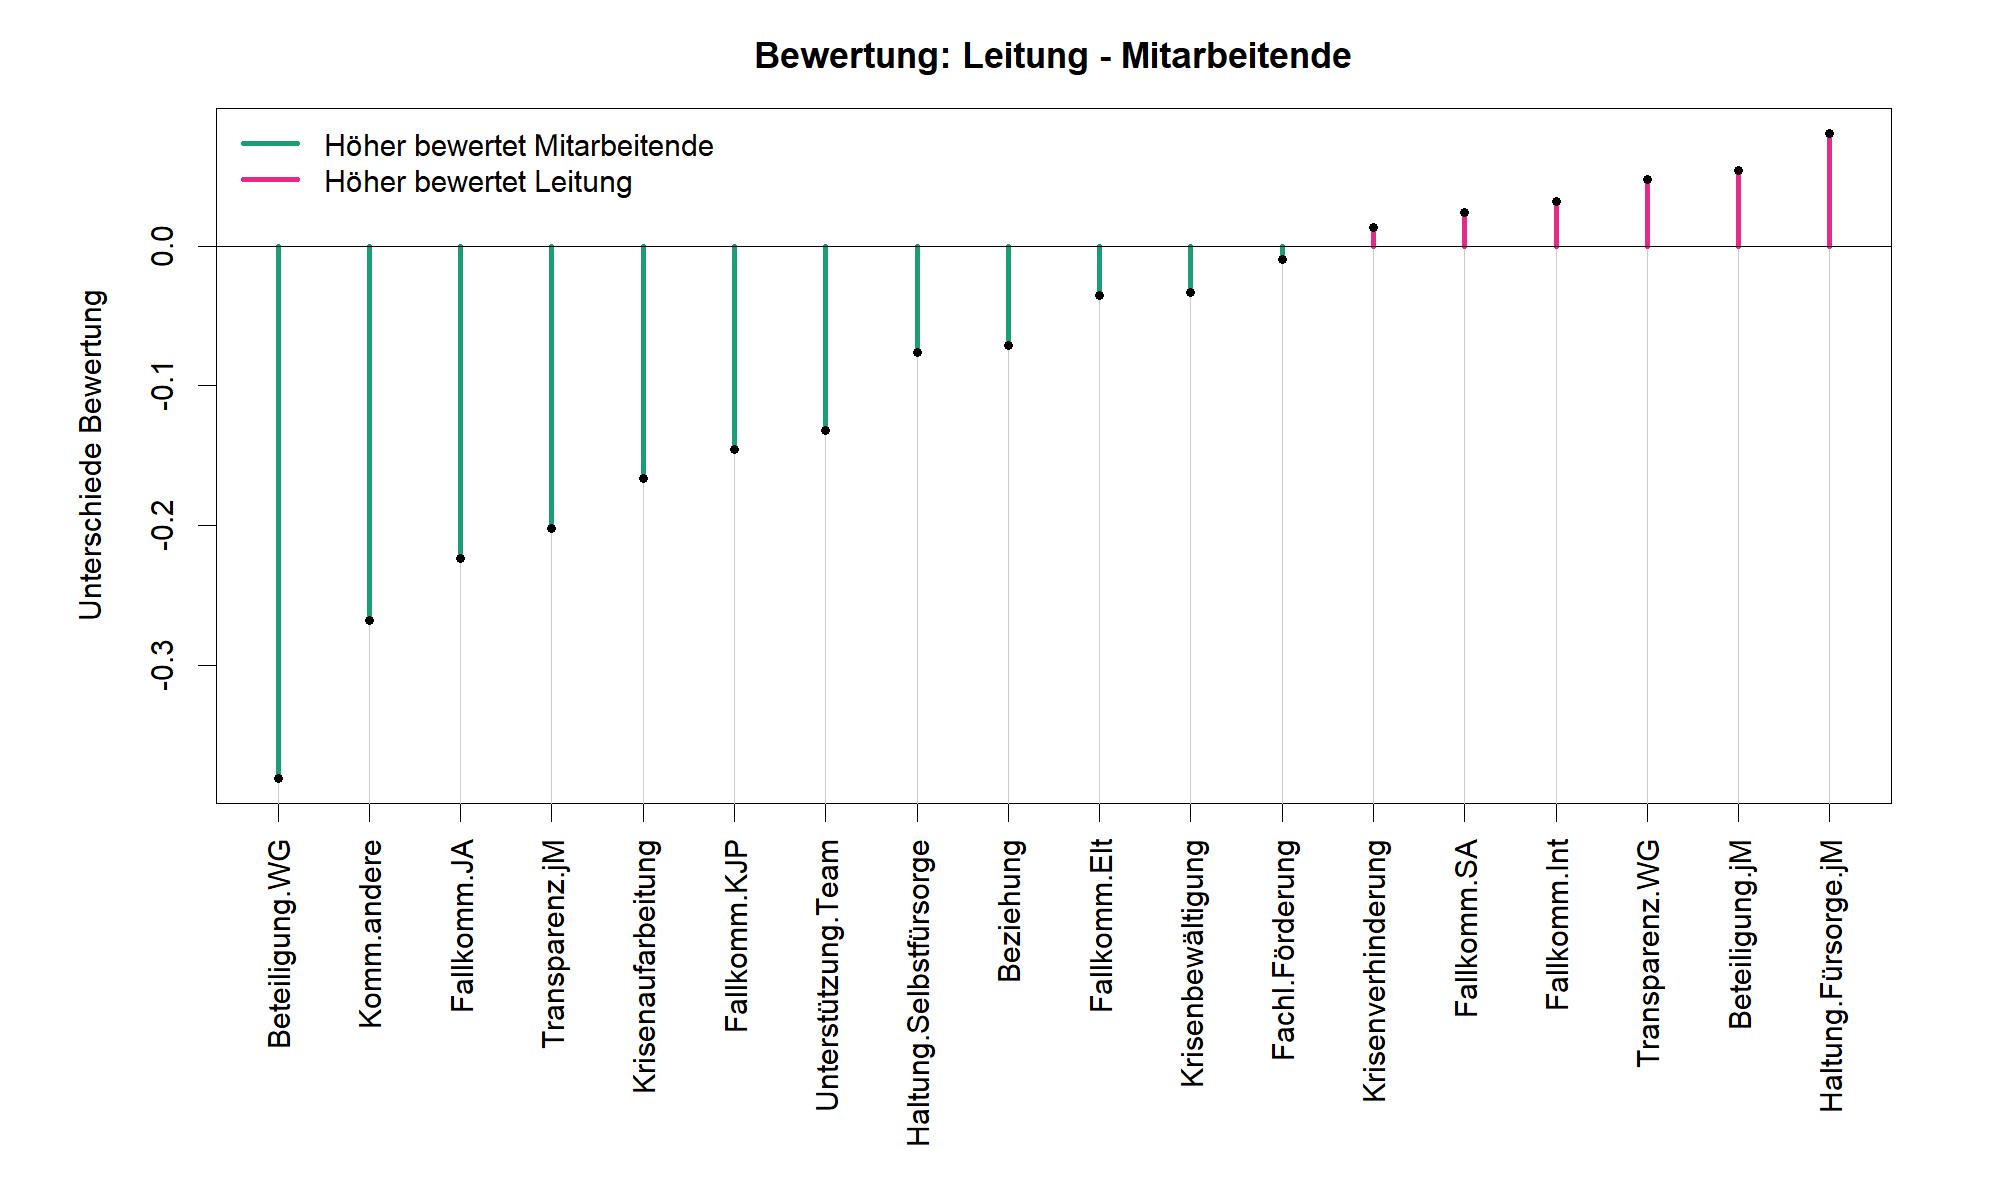 Bewertung: Leitung - Mitarbeitende
Höher bewertet Mitarbeitende
Höher bewertet Leitung
Unterschiede Bewertung
0.0
-0.1
-0.2
-0.3
Beteiligung.WG
Komm.andere
Fallkomm.JA
Transparenz.jM
Krisenaufarbeitung
Fallkomm.KJP
Unterstützung.Team
Haltung.Selbstfürsorge
Beziehung
Fallkomm.Elt
Krisenbewältigung
Fachl.Förderung
Krisenverhinderung
Fallkomm.SA
Fallkomm.Int
Transparenz.WG
Beteiligung.jM
Haltung.Fürsorge.jM